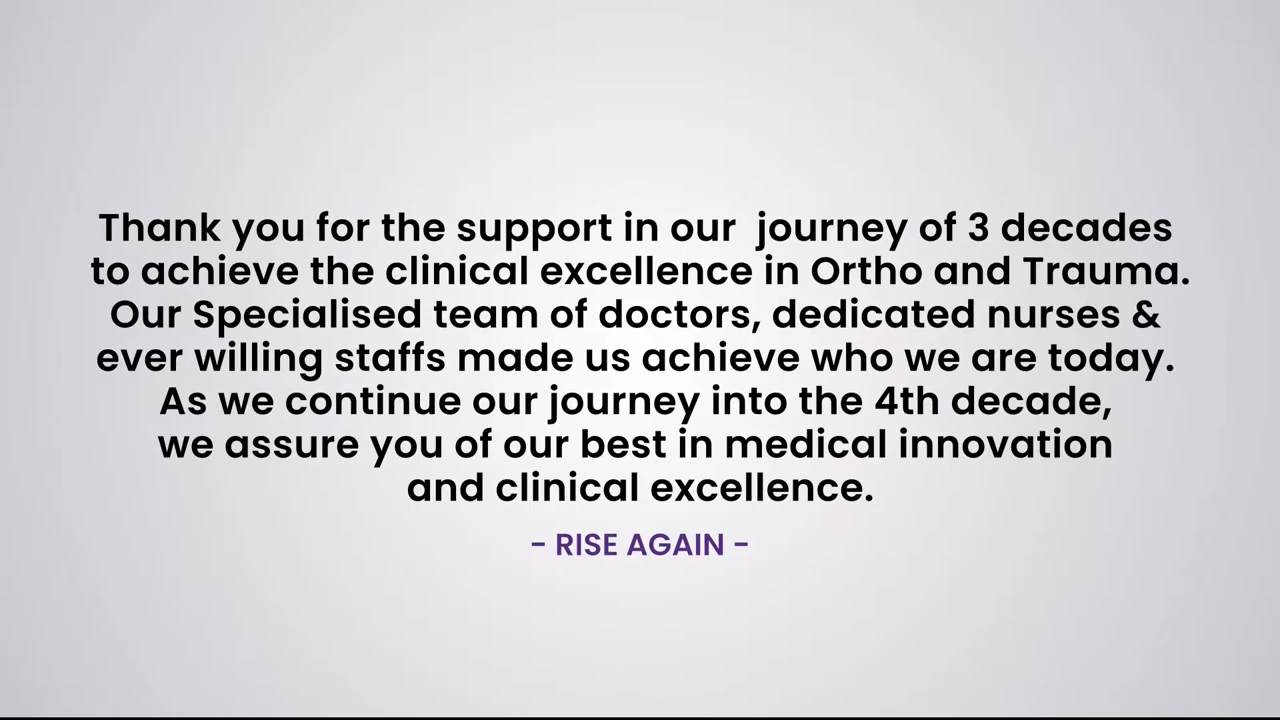 Thank you for the support in our  journey of 3 decades
to achieve the clinical excellence in Ortho and Trauma.
Our Specialised team of doctors, dedicated nurses &
ever willing staffs made us achieve who we are today.
As we continue our journey into the 4th decade,
we assure you of our best in medical innovation
and clinical excellence.
- RISE AGAIN -